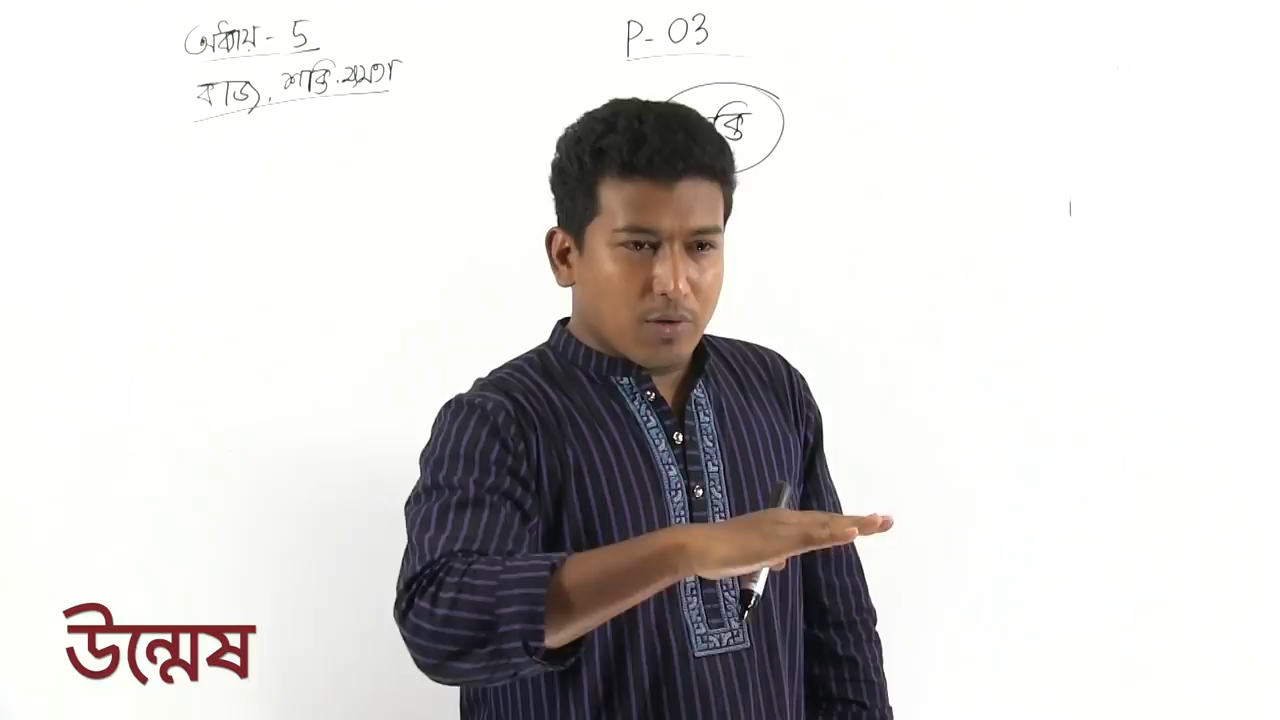 অধ্যায় - 5
কাজ, শক্তি, ক্ষমতা
P- 03
ক্তি
উন্মেষ